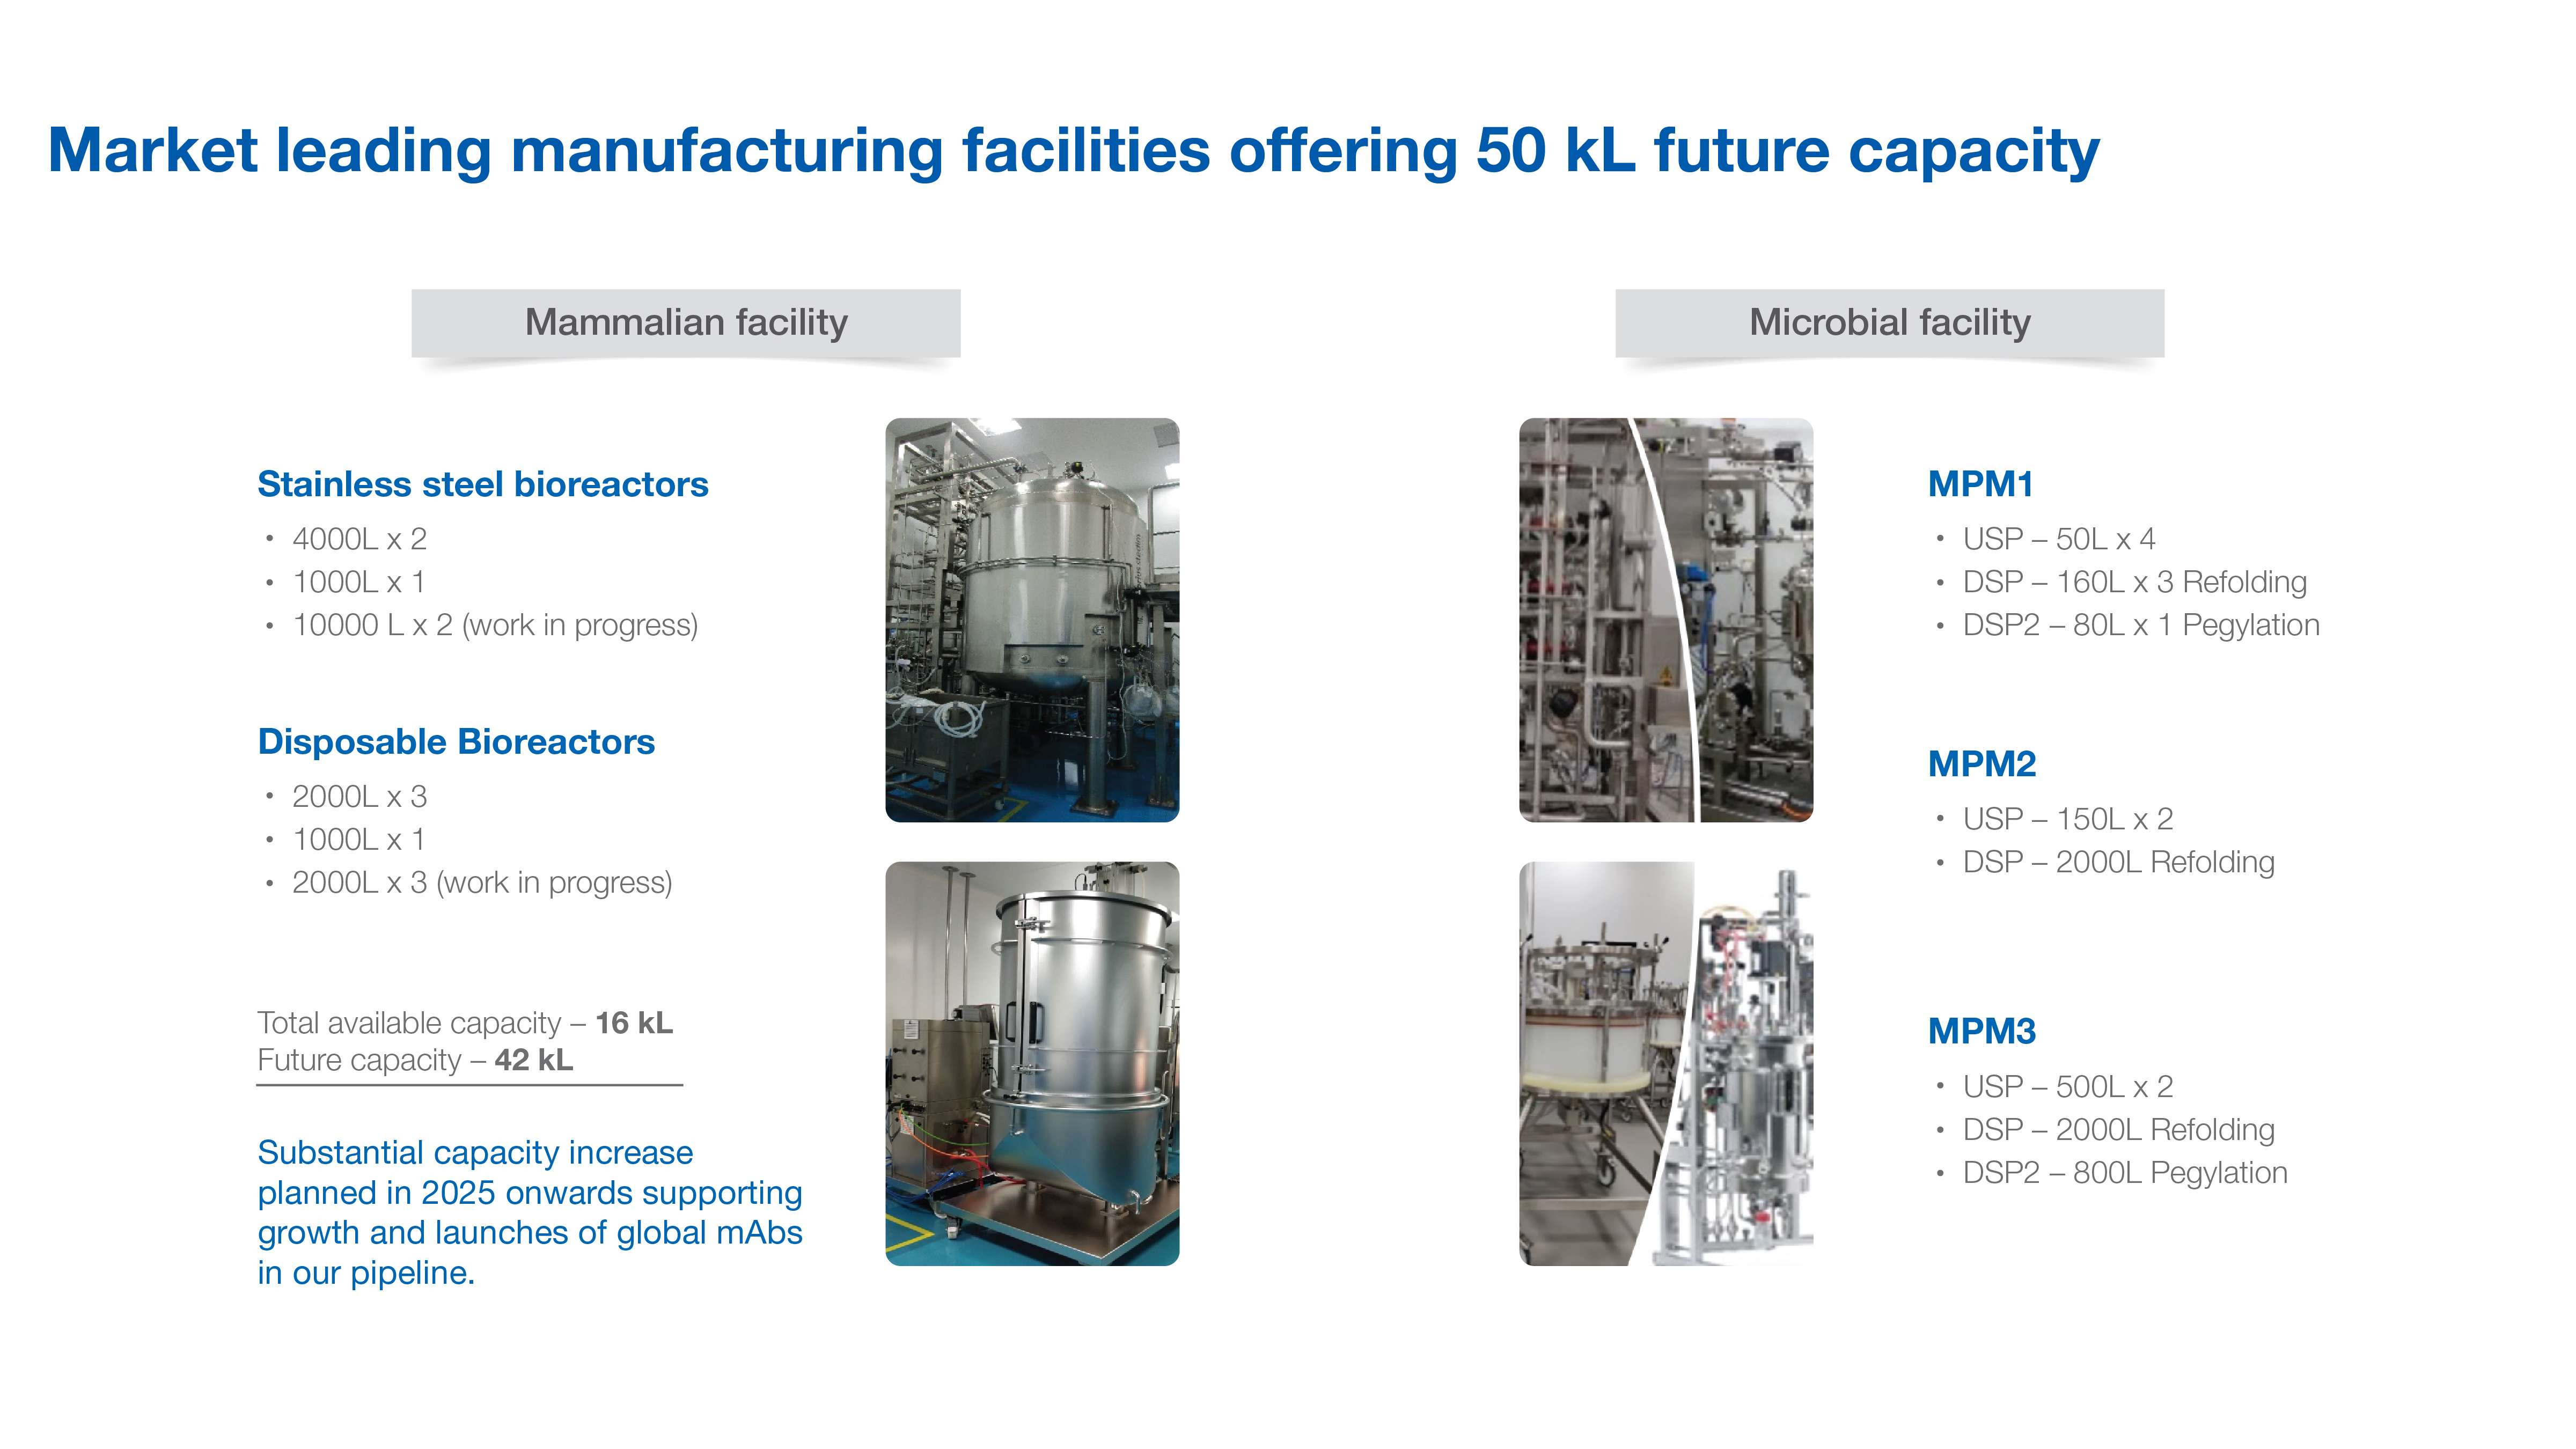 Market leading manufacturing facilities offering 50 kL future capacity
Mammalian facility
Stainless steel bioreactors
• 4000L x 2
• 1000L x 1
• 10000 L x 2 (work in progress)
Disposable Bioreactors
• 2000L x 3
• 1000L x 1
• 2000L x 3 (work in progress)
Total available capacity – 16 kL
Future capacity – 42 kL
Substantial capacity increase
planned in 2025 onwards supporting
growth and launches of global mAbs
in our pipeline.
Microbial facility
MPM1
• USP – 50L x 4
• DSP – 160L x 3 Refolding
• DSP2 – 80L x 1 Pegylation
MPM2
• USP – 150L x 2
• DSP – 2000L Refolding
MPM3
• USP – 500L x 2
• DSP – 2000L Refolding
• DSP2 – 800L Pegylation